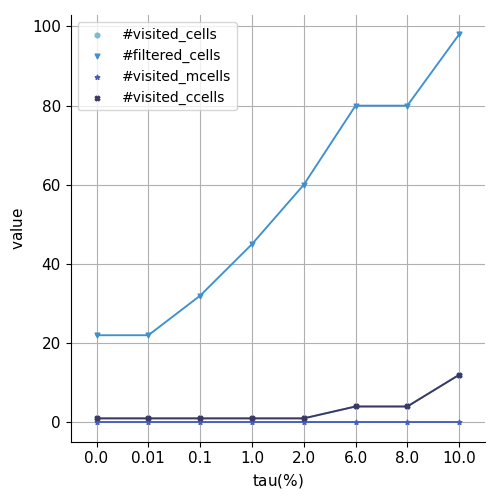 100
80
60
40
20
0
value
#visited_cells
#filtered_cells
#visited_mcells
#visited_ccells
0.0 0.01 0.1 1.0 2.0 6.0 8.0 10.0
tau(%)